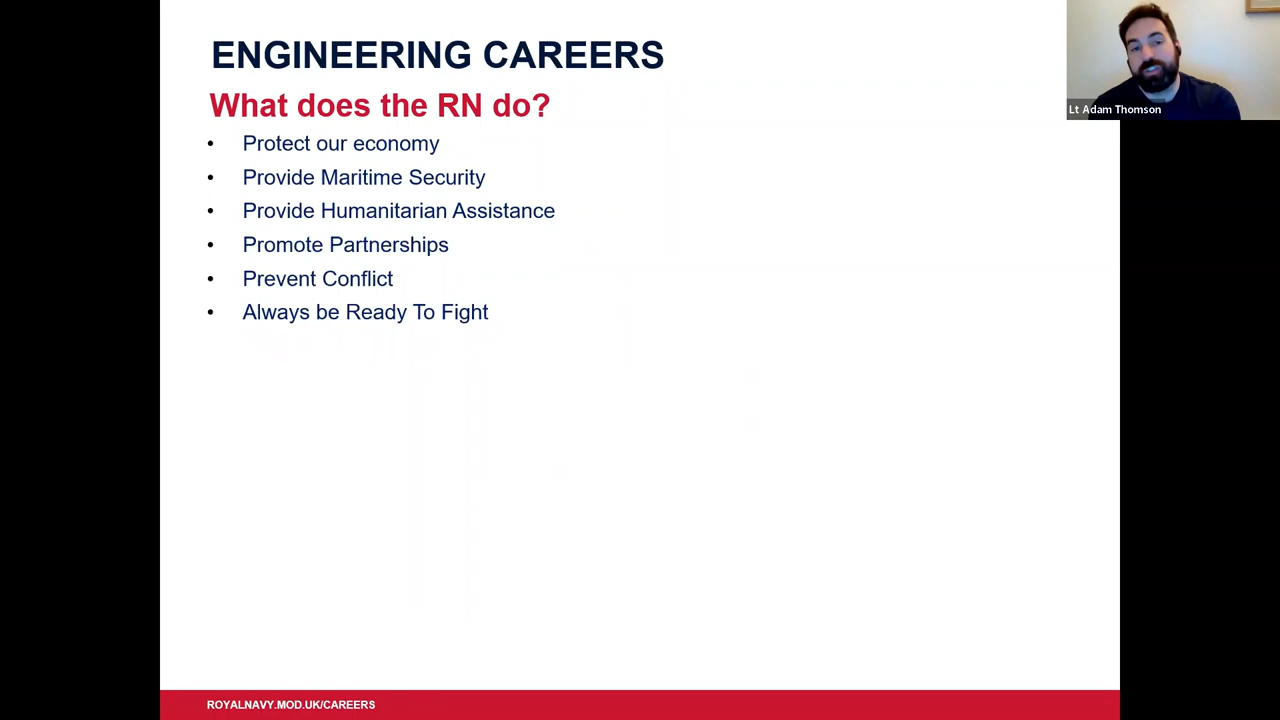 ENGINEERING CAREERS
What does the RN do?
• Protect our economy
• Provide Maritime Security
• Provide Humanitarian Assistance
• Promote Partnerships
• Prevent Conflict
• Always be Ready To Fight
Lt Adam Thomson
ROYALNAVY.MOD.UK/CAREERS